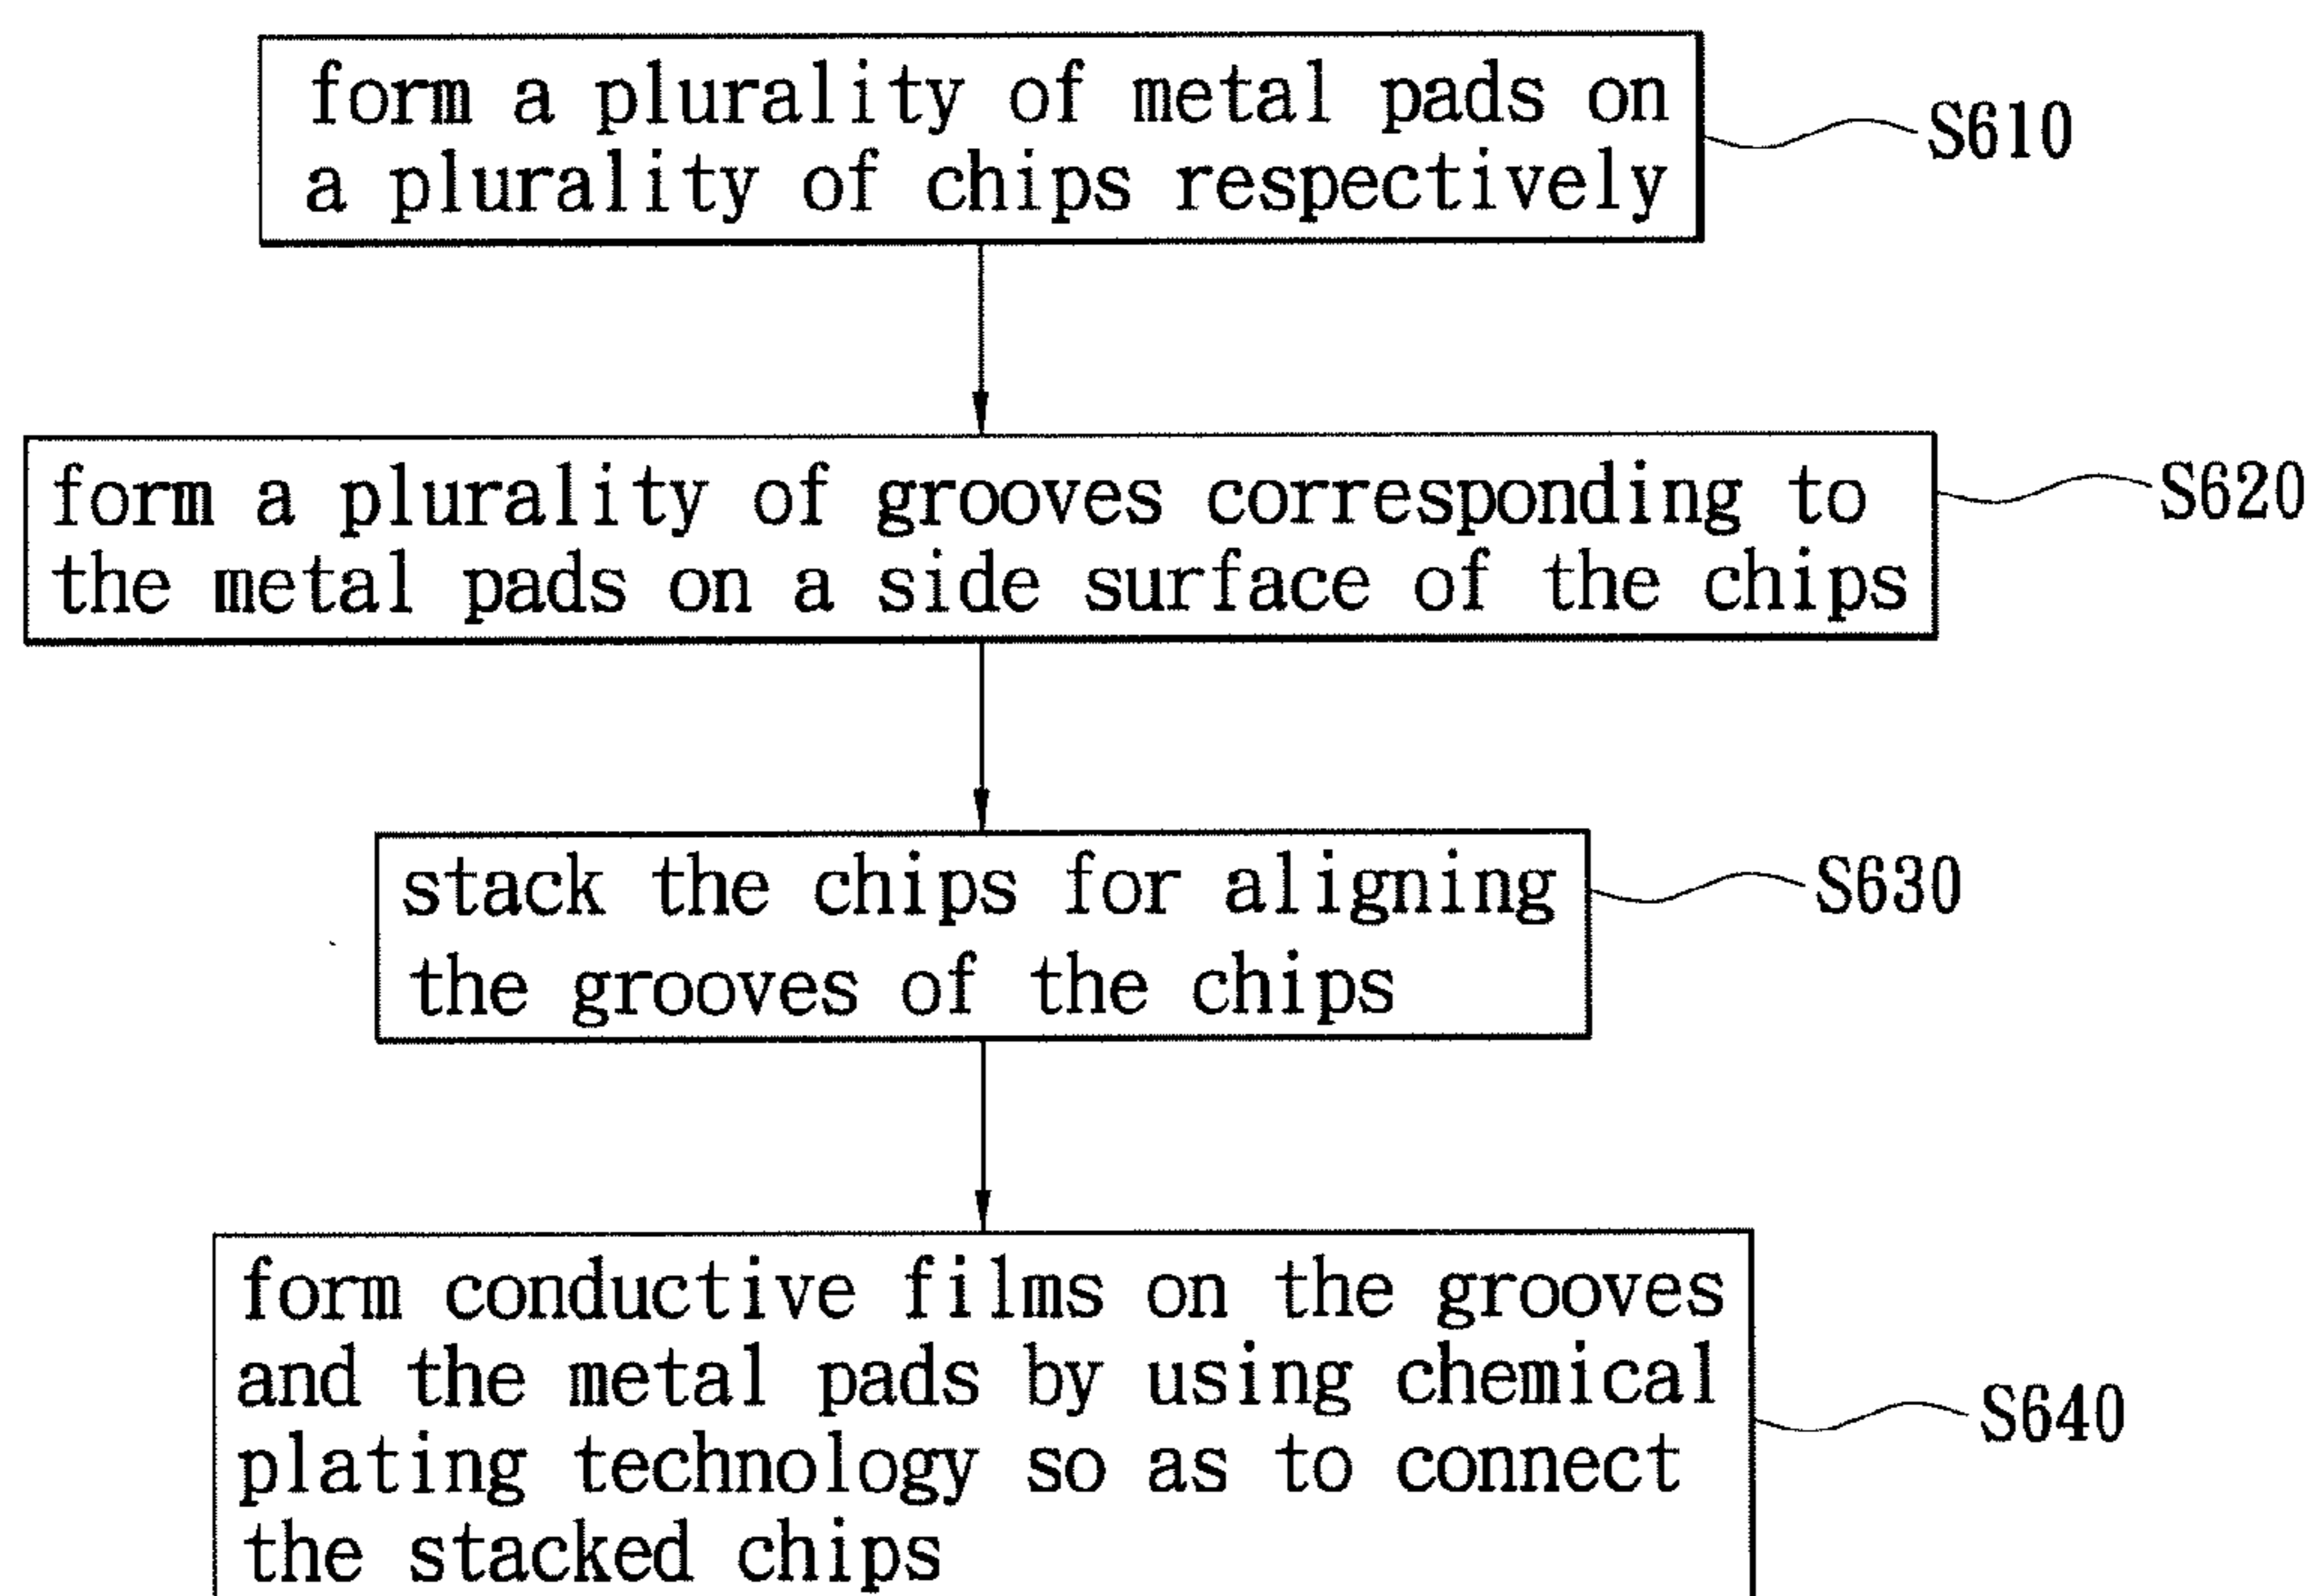 form a plurality of metal pads on
a plurality of chips respectively
S610
form a plurality of grooves corresponding to
the metal pads on a side surface of the chips
S620
stack the chips for aligning
the grooves of the chips
S630
form conductive films on the grooves
and the metal pads by using chemical
plating technology so as to connect
the stacked chips
S640